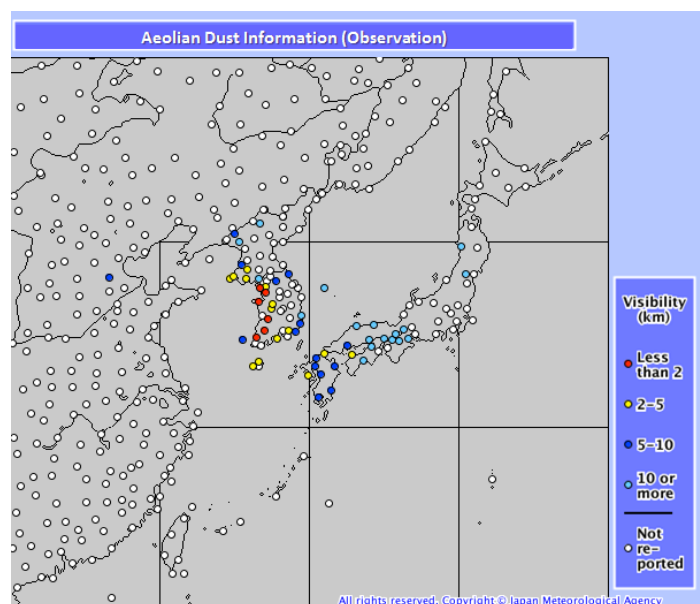 Aeolian Dust Information (Observation)
Visibility
(km)
Less
than 2
2-5
5-10
10 or
more
Not
re-
ported
All rights reserved. Copyright © Japan Meteorological Agency